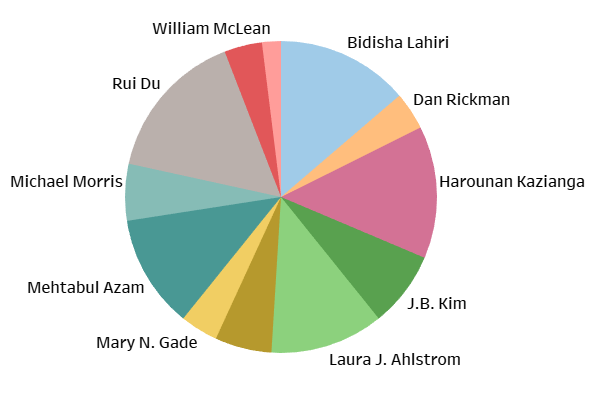 William McLean
Bidisha Lahiri
Rui Du
Dan Rickman
Michael Morris
Harounan Kazianga
Mehtabul Azam
J.B. Kim
Mary N. Gade
Laura J. Ahlstrom